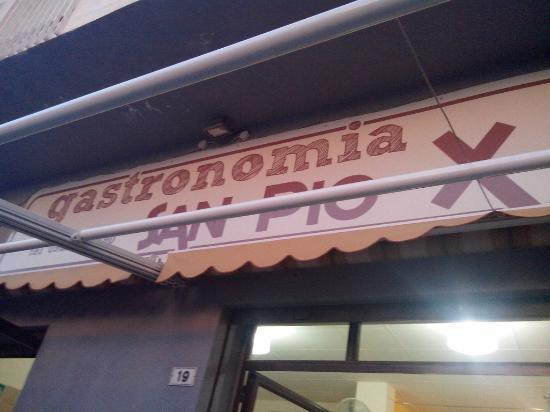 gastronomia
SAN PIO X
19